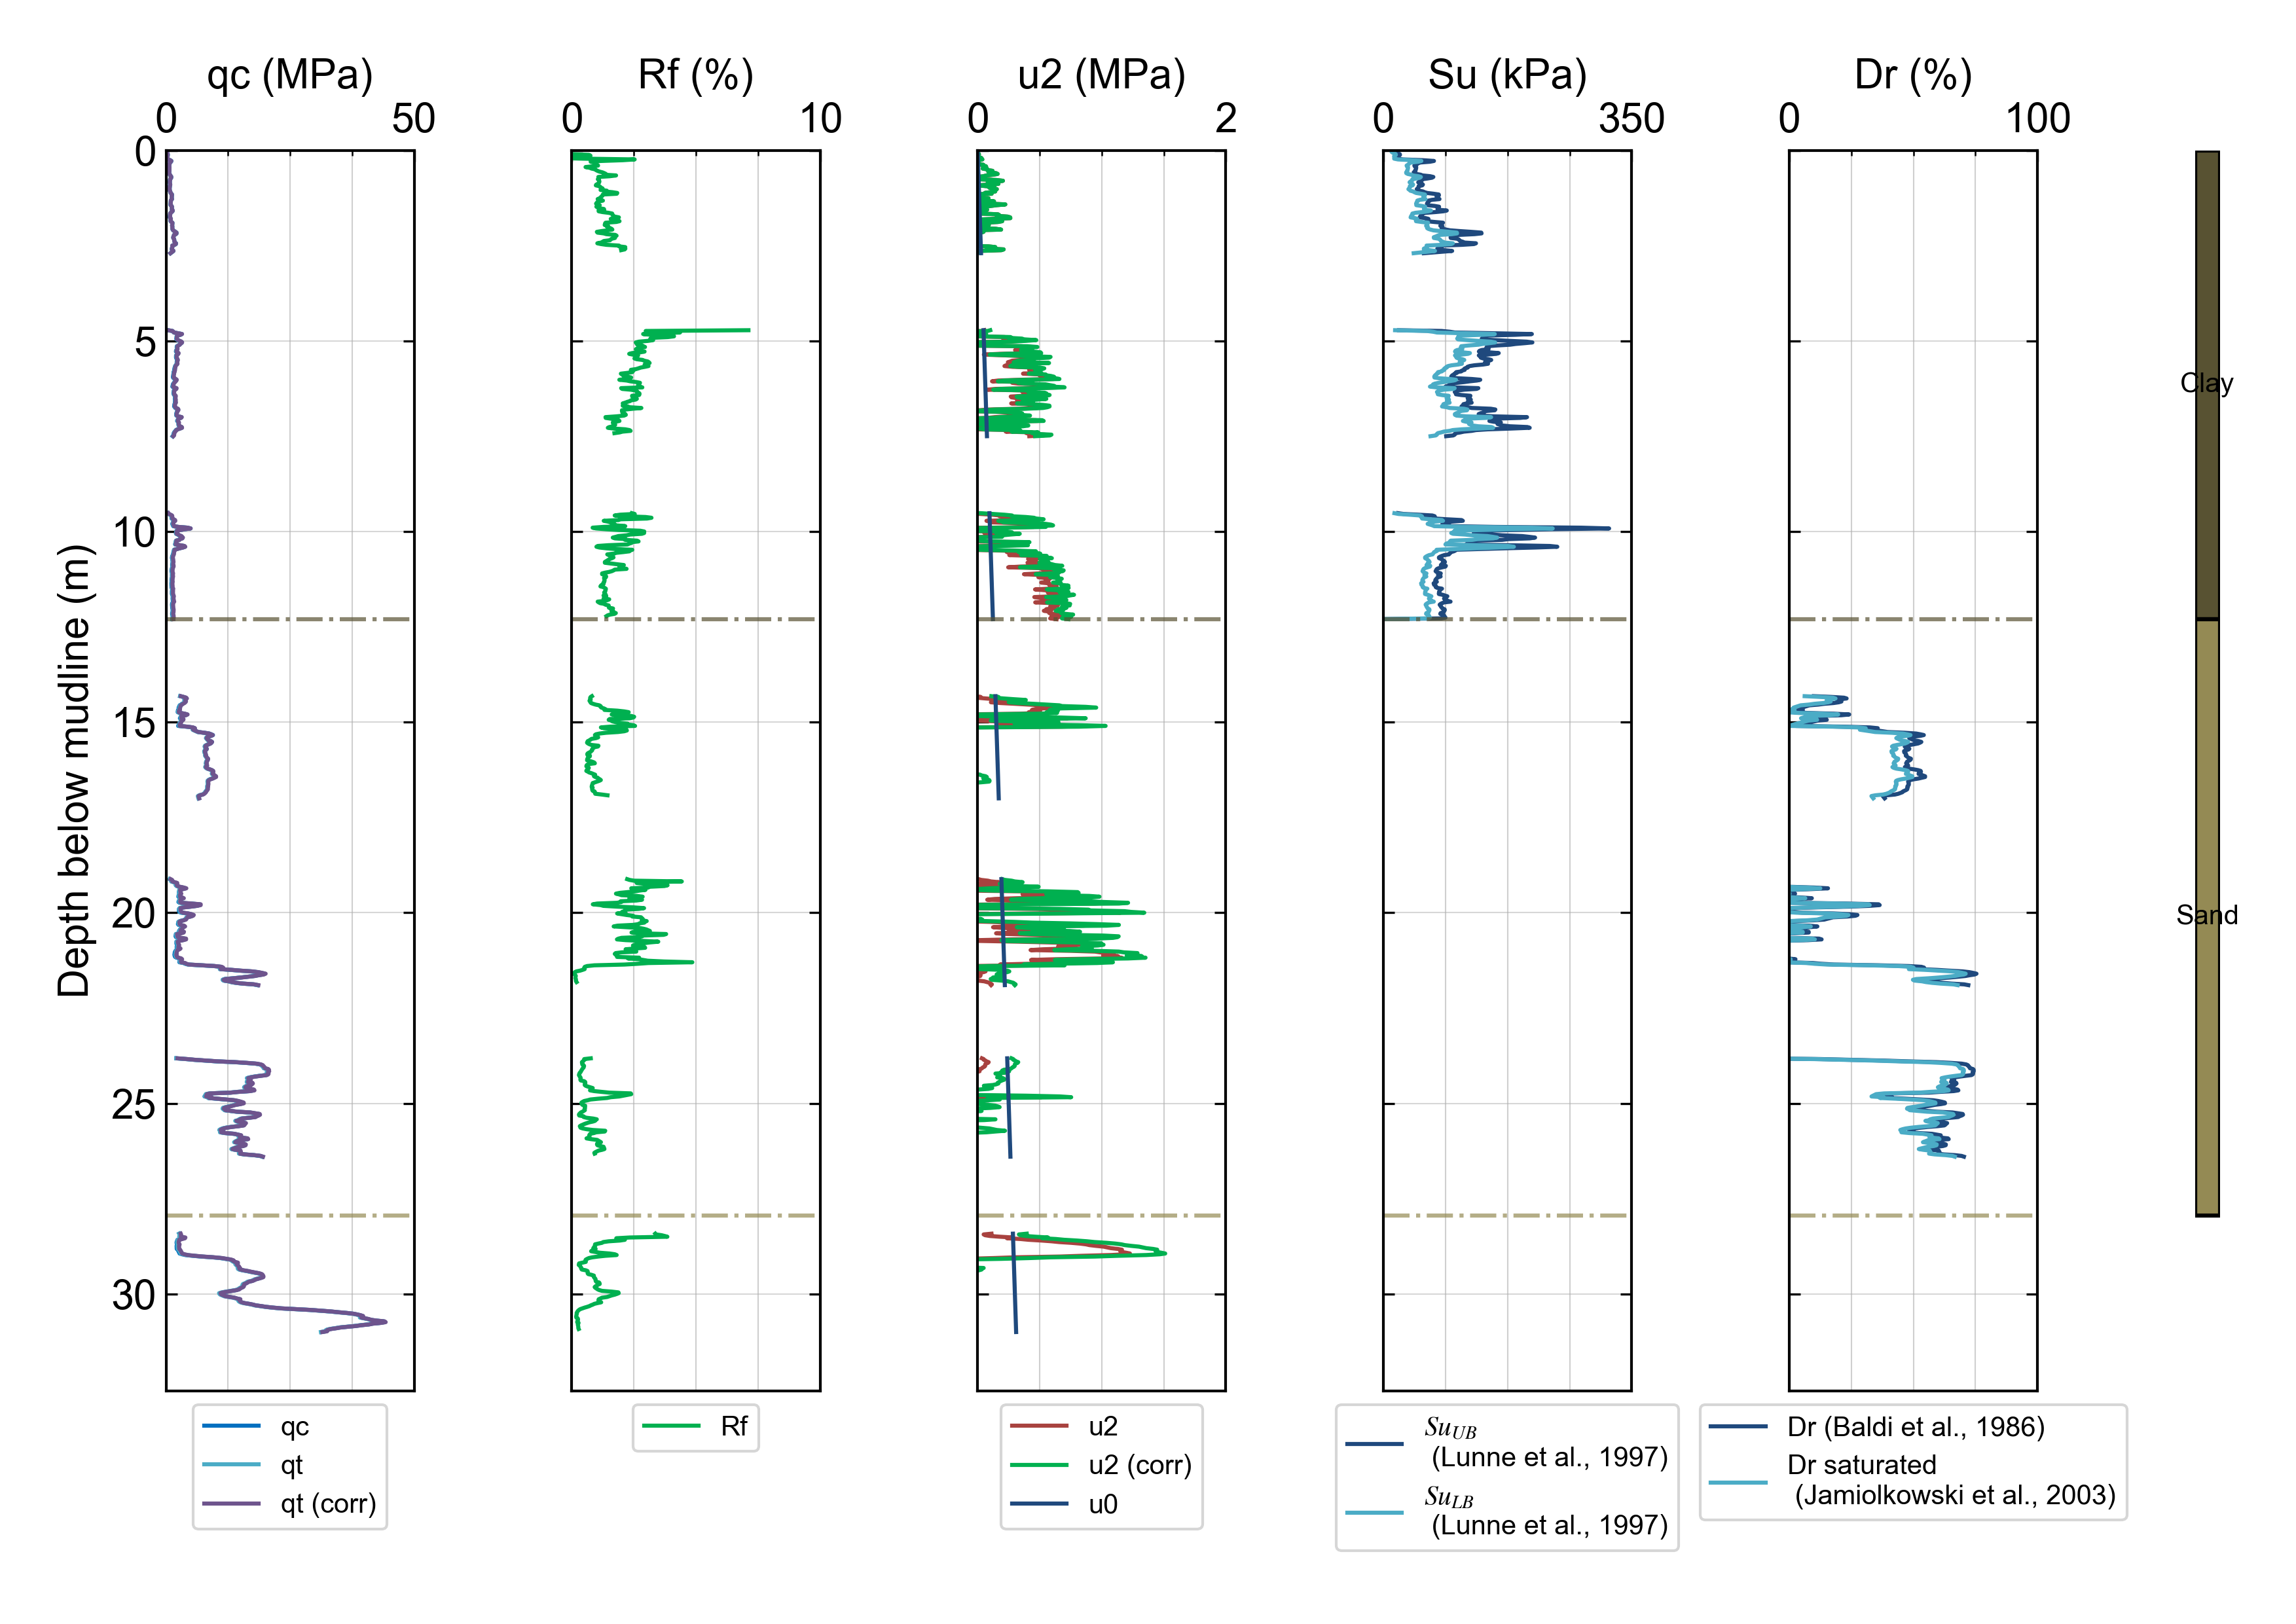 qc (MPa)
Rf (%)
u2 (MPa)
Su (kPa)
Dr (%)
0 50
0 10
0 2
0 350
0 100
0
5
10
15
20
25
30
Depth below mudline (m)
Clay
Sand
qc
qt
qt (corr)
Rf
u2
u2 (corr)
u0
Su_UB
(Lunne et al., 1997)
Su_LB
(Lunne et al., 1997)
Dr (Baldi et al., 1986)
Dr saturated
(Jamiolkowski et al., 2003)